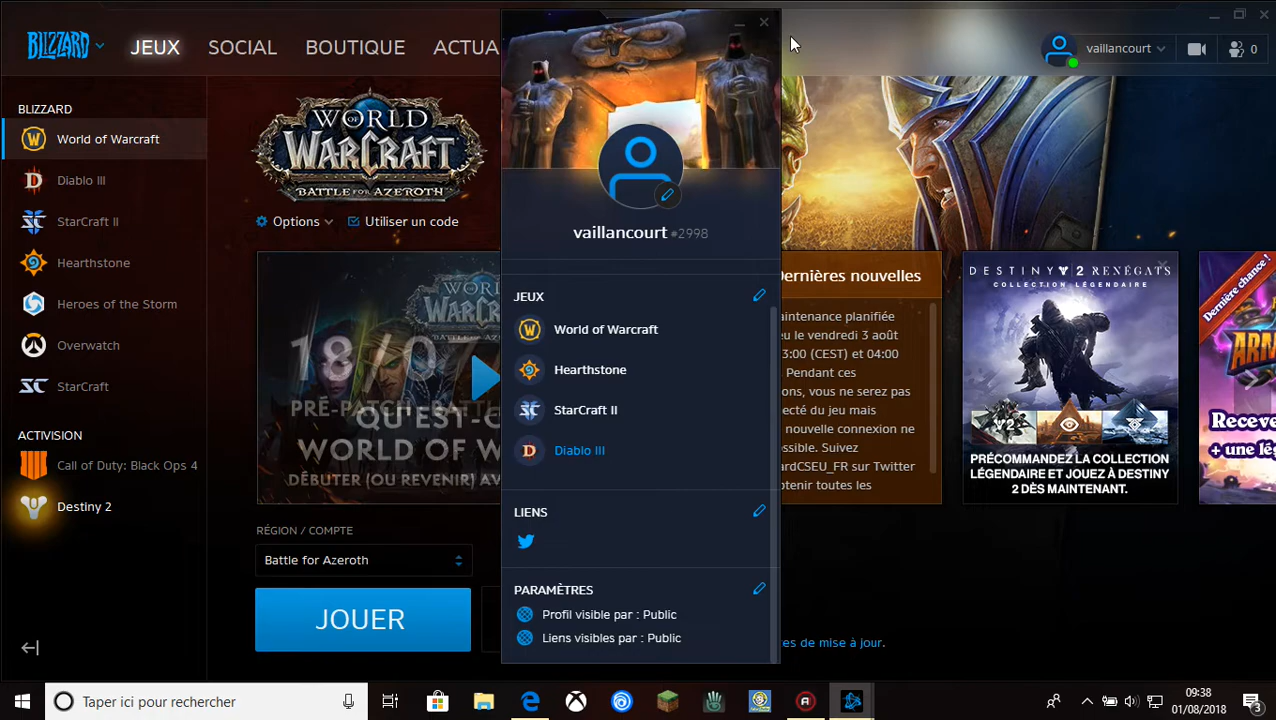 BLIZZARD
JEUX
SOCIAL
BOUTIQUE
ACTUA
vaillancourt
0
BLIZZARD
World of Warcraft
Diablo III
StarCraft II
Hearthstone
Heroes of the Storm
Overwatch
StarCraft
ACTIVISION
Call of Duty: Black Ops 4
Destiny 2
WORLD OF WARCRAFT
BATTLE FOR AZEROTH
Options
Utiliser un code
18/07
PRÉ-PATCH
QU'EST-C
WORLD OF W
DÉBUTER (OU REVENIR) AV
RÉGION / COMPTE
Battle for Azeroth
JOUER
vaillancourt #2998
JEUX
World of Warcraft
Hearthstone
StarCraft II
Diablo III
LIENS
PARAMÈTRES
Profil visible par : Public
Liens visibles par : Public
Dernières nouvelles
aintenance planifiée
u le vendredi 3 août
3:00 (CEST) et 04:00
Pendant ces
ons, vous ne serez pas
ecté du jeu mais
nouvelle connexion ne
ossible. Suivez
ardCSEU_FR sur Twitter
btenir toutes les
DESTINY 2 RENÉGATS
COLLECTION LÉGENDAIRE
PRÉCOMMANDEZ LA COLLECTION
LÉGENDAIRE ET JOUEZ À DESTINY
2 DÈS MAINTENANT.
Dernière chance !
ARM
Receve
+ une lé
es de mise à jour.
Taper ici pour rechercher
09:38
01/08/2018
3